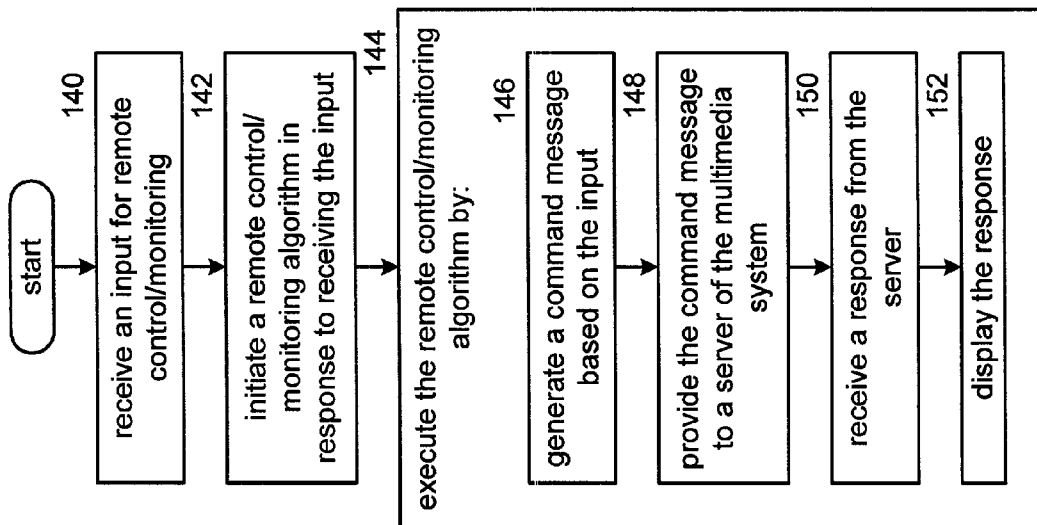 start
140
receive an input for remote
control/monitoring
142
initiate a remote control/
monitoring algorithm in
response to receiving the input
144
execute the remote control/monitoring
algorithm by:
146
generate a command message
based on the input
148
provide the command message
to a server of the multimedia
system
150
receive a response from the
server
152
display the response